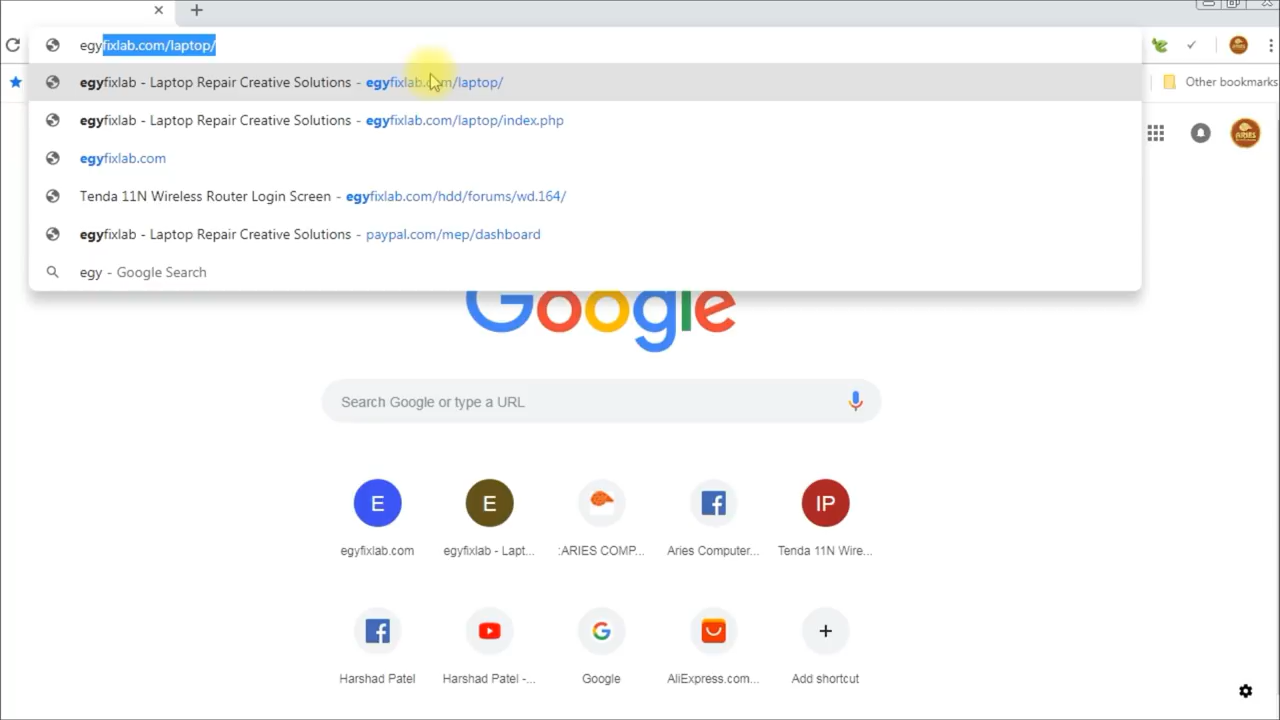 egyfixlab.com/laptop/
egyfixlab - Laptop Repair Creative Solutions - egyfixlab.com/laptop/
Other bookmarks
egyfixlab - Laptop Repair Creative Solutions - egyfixlab.com/laptop/index.php
egyfixlab.com
Tenda 11N Wireless Router Login Screen - egyfixlab.com/hdd/forums/wd.164/
egyfixlab - Laptop Repair Creative Solutions - paypal.com/mep/dashboard
egy - Google Search
Google
Search Google or type a URL
E E IP
egyfixlab.com egyfixlab - Lapt... :ARIES COMP... Aries Computer... Tenda 11N Wire...
Harshad Patel Harshad Patel -... Google AliExpress.com... Add shortcut